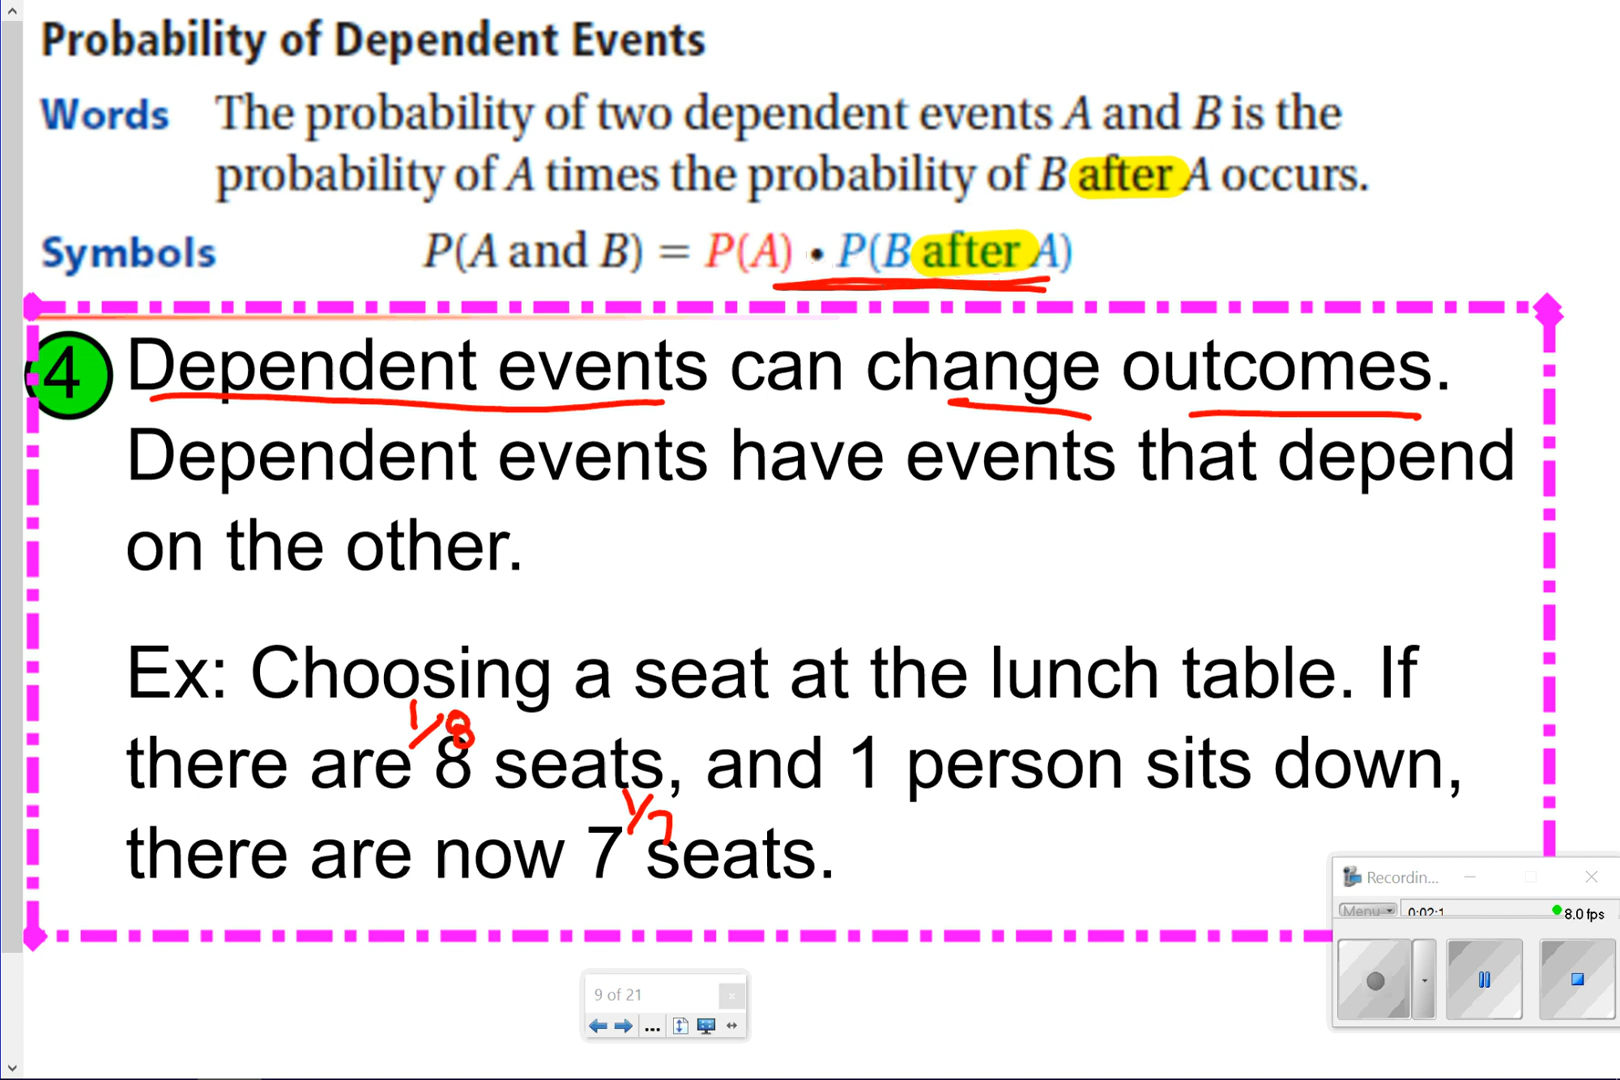 Probability of Dependent Events
Words The probability of two dependent events A and B is the
probability of A times the probability of B after A occurs.
Symbols P(A and B) = P(A) • P(B after A)
4 Dependent events can change outcomes.
Dependent events have events that depend
on the other.
Ex: Choosing a seat at the lunch table. If
1/8
there are 8 seats, and 1 person sits down,
1/7
there are now 7 seats.
Recordin...
Menu 0:02:1 8.0 fps
9 of 21
...